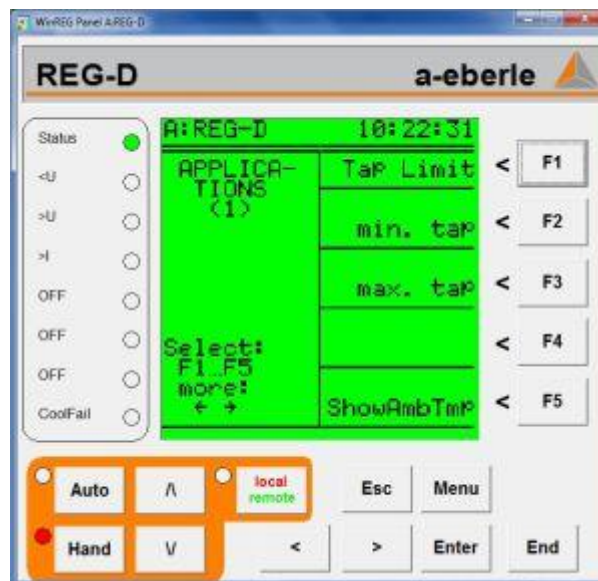 WinREG Panel A:REG-D
REG-D
a-eberle
Status
<U
>U
>I
OFF
OFF
OFF
CoolFail
A:REG-D 10:22:31
APPLICA-
TIONS
(1)
Select:
F1..F5
more:
← →
Tap Limit
min. tap
max. tap
ShowAmbTmp
< F1
< F2
< F3
< F4
< F5
Auto
/\
local
remote
Esc
Menu
Hand
\/
<
>
Enter
End